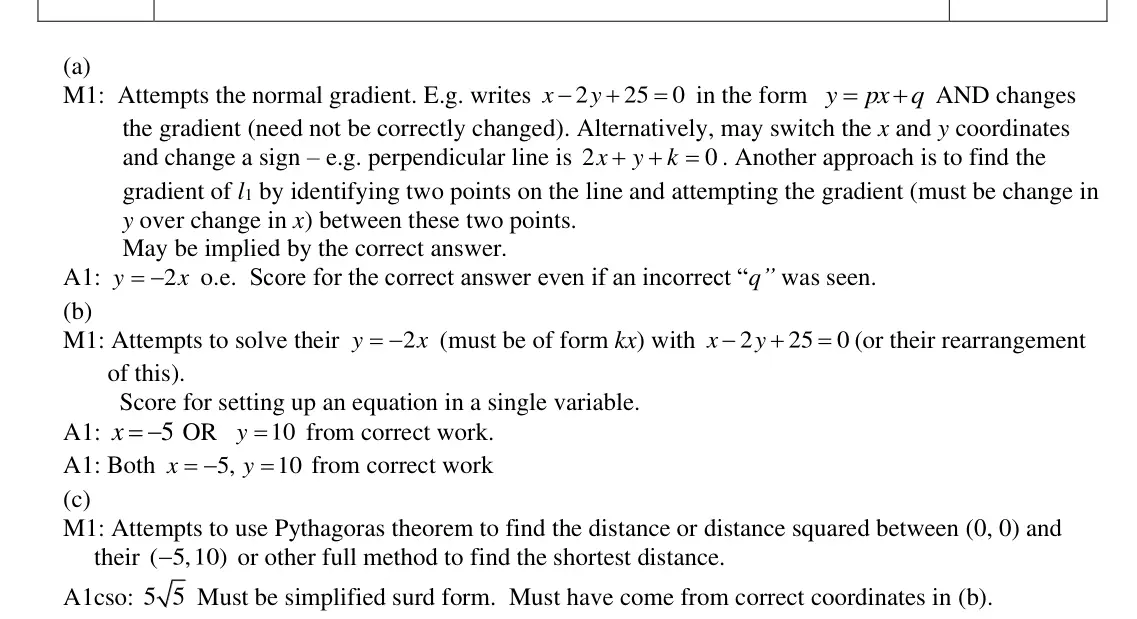 (a)
M1: Attempts the normal gradient. E.g. writes x − 2y + 25 = 0 in the form y = px + q AND changes
the gradient (need not be correctly changed). Alternatively, may switch the x and y coordinates
and change a sign – e.g. perpendicular line is 2x + y + k = 0. Another approach is to find the
gradient of l₁ by identifying two points on the line and attempting the gradient (must be change in
y over change in x) between these two points.
May be implied by the correct answer.
A1: y = −2x o.e. Score for the correct answer even if an incorrect “q” was seen.
(b)
M1: Attempts to solve their y = −2x (must be of form kx) with x − 2y + 25 = 0 (or their rearrangement
of this).
Score for setting up an equation in a single variable.
A1: x = −5 OR y = 10 from correct work.
A1: Both x = −5, y = 10 from correct work
(c)
M1: Attempts to use Pythagoras theorem to find the distance or distance squared between (0, 0) and
their (−5, 10) or other full method to find the shortest distance.
A1cso: 5√5 Must be simplified surd form. Must have come from correct coordinates in (b).